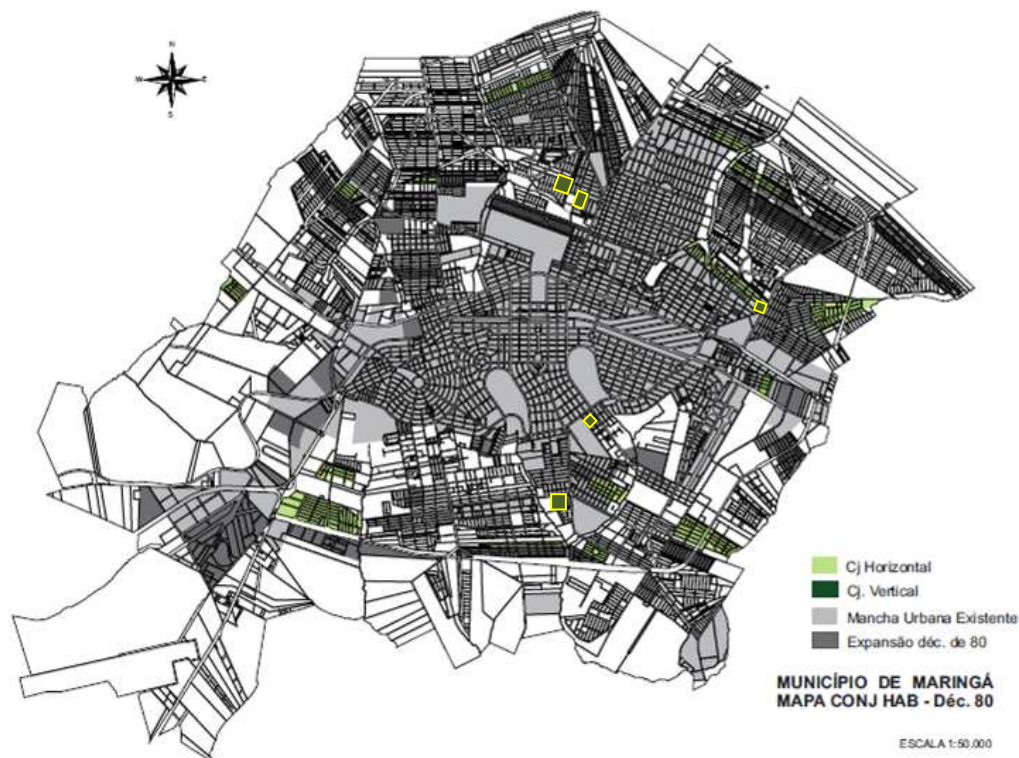 N
W
E
S
Cj Horizontal
Cj. Vertical
Mancha Urbana Existente
Expansão déc. de 80
MUNICÍPIO DE MARINGÁ
MAPA CONJ HAB - Déc. 80
ESCALA 1:50.000